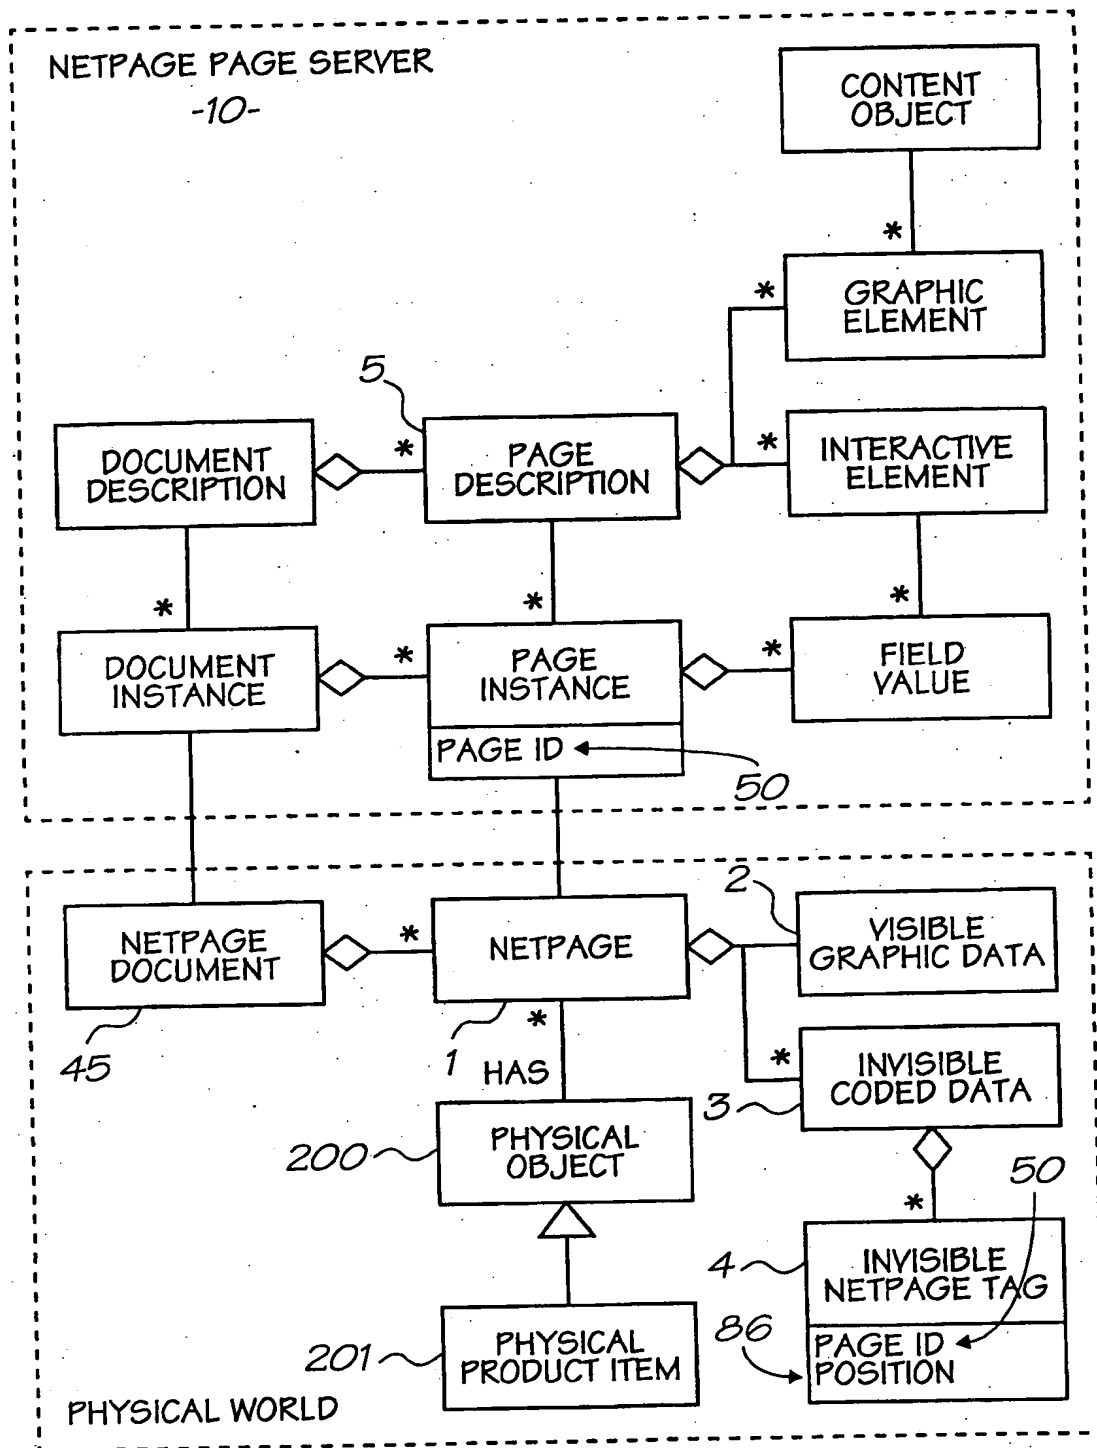 NETPAGE PAGE SERVER
-10-
CONTENT
OBJECT
*
GRAPHIC
ELEMENT
*
5
DOCUMENT
DESCRIPTION
*
PAGE
DESCRIPTION
*
INTERACTIVE
ELEMENT
*
*
*
DOCUMENT
INSTANCE
*
PAGE
INSTANCE
*
FIELD
VALUE
PAGE ID
50
2
NETPAGE
DOCUMENT
*
NETPAGE
VISIBLE
GRAPHIC DATA
45
1
*
HAS
*
3
INVISIBLE
CODED DATA
200
PHYSICAL
OBJECT
50
*
4
INVISIBLE
NETPAGE TAG
86
PAGE ID
POSITION
201
PHYSICAL
PRODUCT ITEM
PHYSICAL WORLD